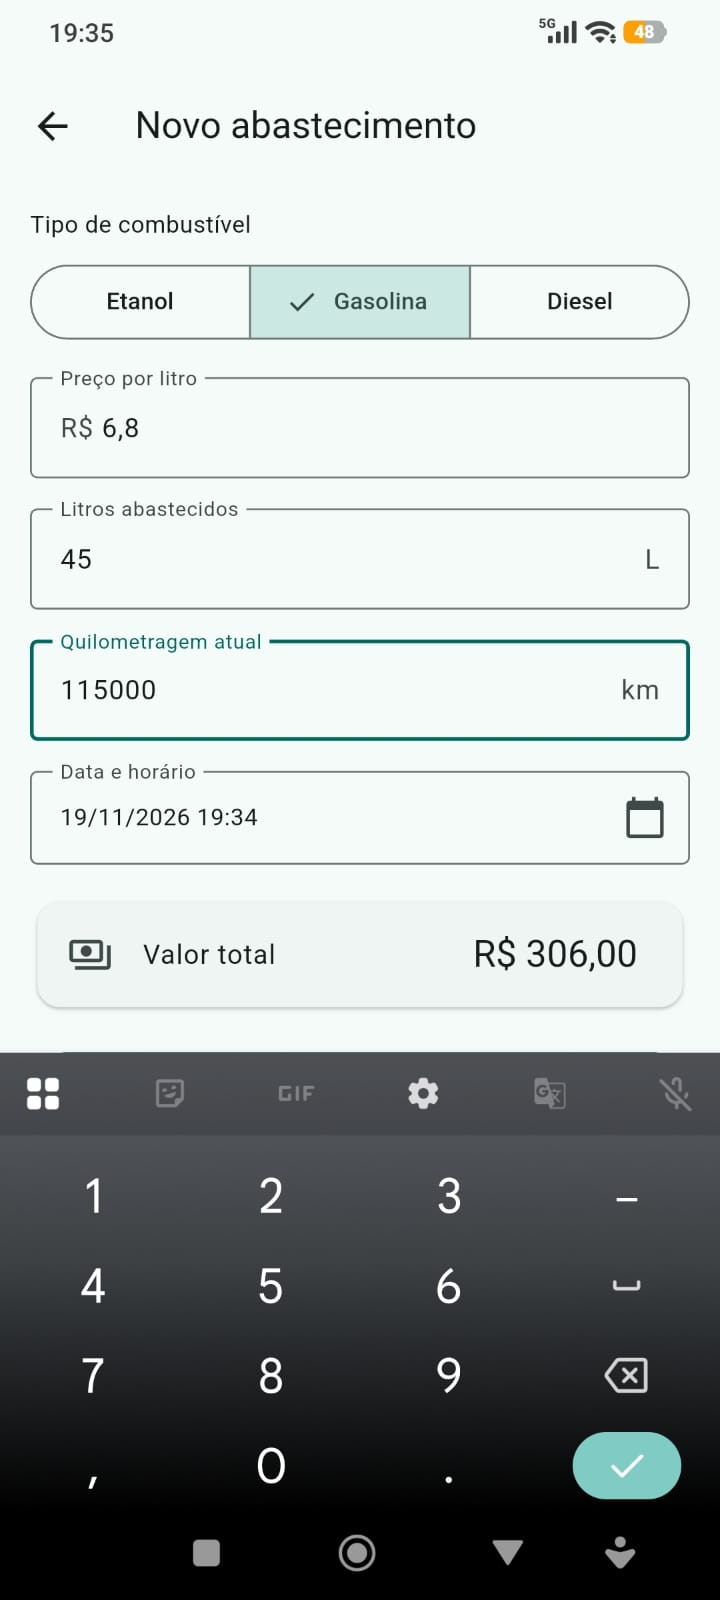 19:35
5G
48
Novo abastecimento
Tipo de combustível
Etanol
Gasolina
Diesel
Preço por litro
R$ 6,8
Litros abastecidos
45 L
Quilometragem atual
115000 km
Data e horário
19/11/2026 19:34
Valor total R$ 306,00
GIF
1 2 3 –
4 5 6
7 8 9
, 0 .